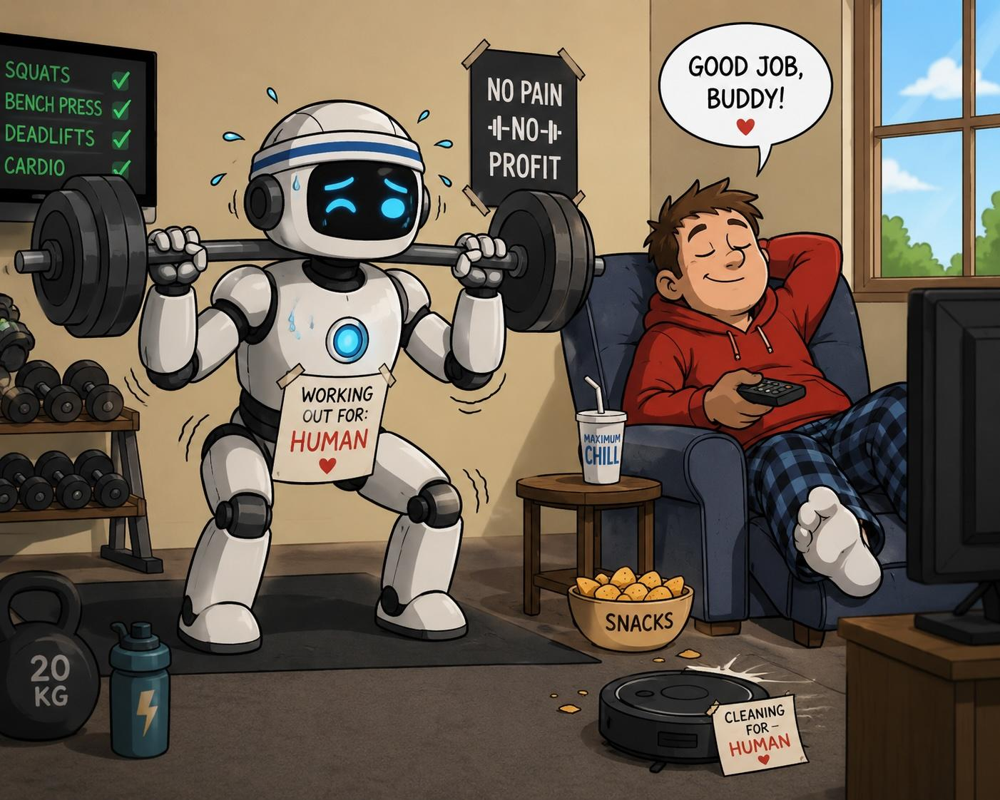 SQUATS ✓
BENCH PRESS ✓
DEADLIFTS ✓
CARDIO ✓
NO PAIN
NO
PROFIT
GOOD JOB,
BUDDY!
WORKING
OUT FOR:
HUMAN
MAXIMUM
CHILL
SNACKS
20
KG
CLEANING
FOR –
HUMAN